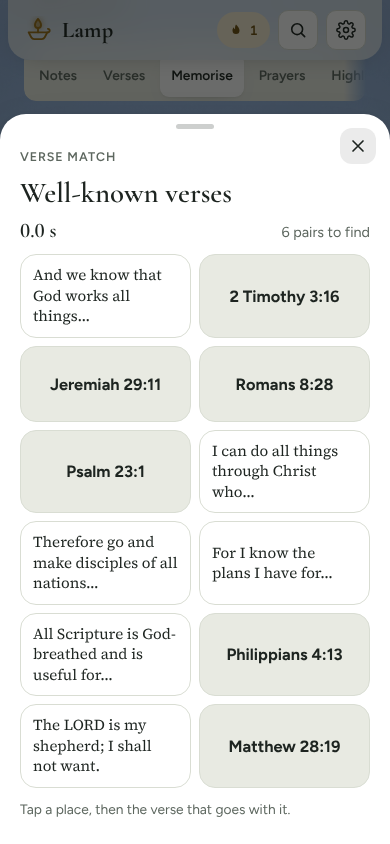 Lamp
1
Notes
Verses
Memorise
Prayers
High
VERSE MATCH
Well-known verses
0.0 s
6 pairs to find
And we know that
God works all
things...
2 Timothy 3:16
Jeremiah 29:11
Romans 8:28
Psalm 23:1
I can do all things
through Christ
who...
Therefore go and
make disciples of all
nations...
For I know the
plans I have for...
All Scripture is God-
breathed and is
useful for...
Philippians 4:13
The LORD is my
shepherd; I shall
not want.
Matthew 28:19
Tap a place, then the verse that goes with it.